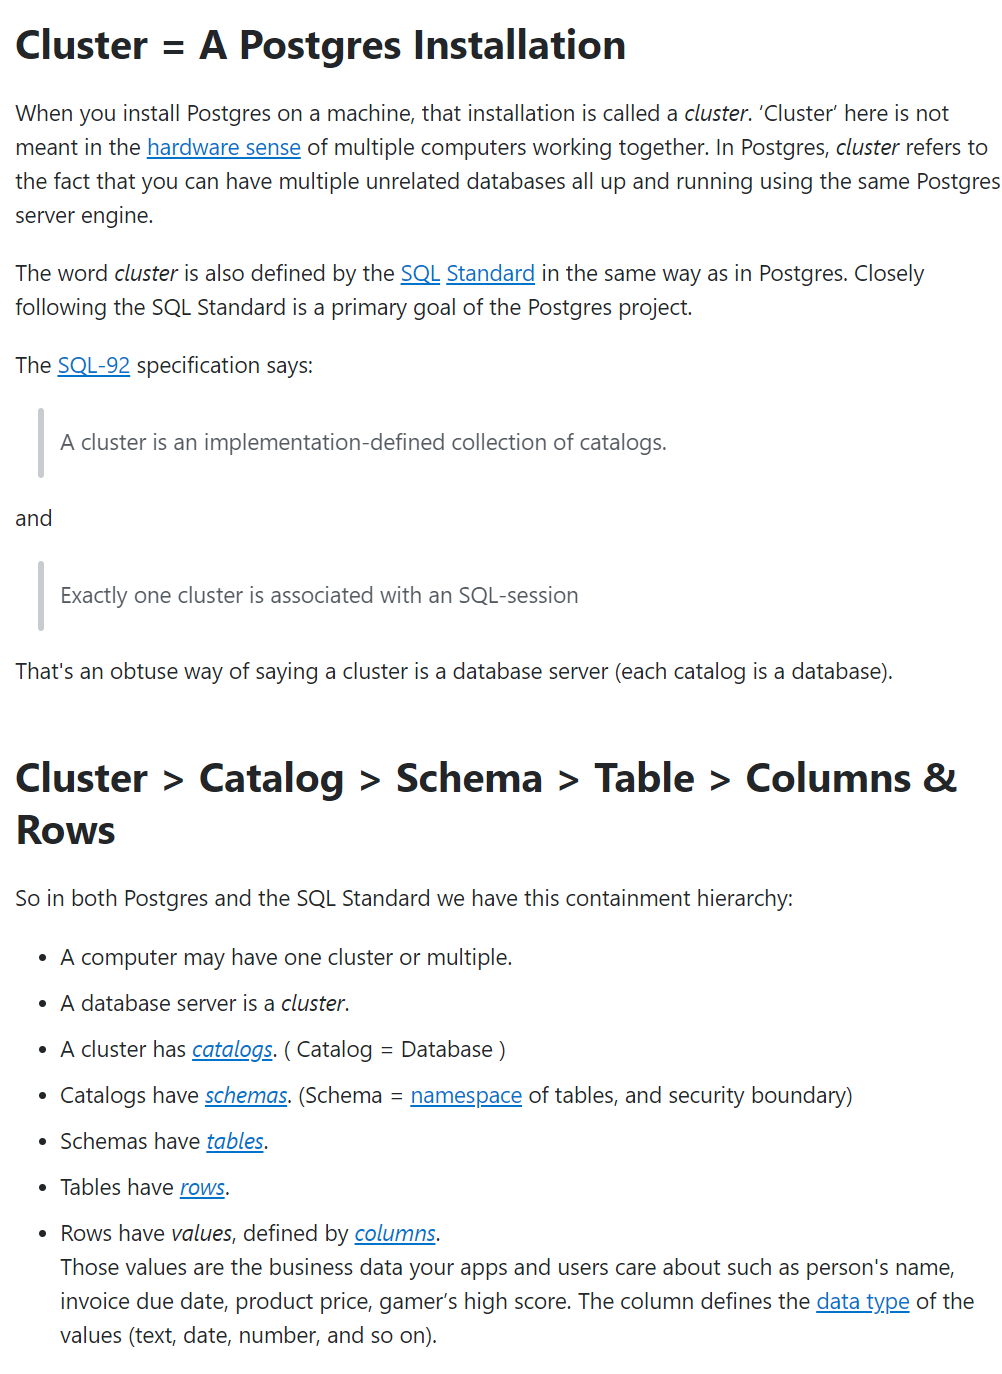 Cluster = A Postgres Installation
When you install Postgres on a machine, that installation is called a cluster. ‘Cluster’ here is not
meant in the hardware sense of multiple computers working together. In Postgres, cluster refers to
the fact that you can have multiple unrelated databases all up and running using the same Postgres
server engine.
The word cluster is also defined by the SQL Standard in the same way as in Postgres. Closely
following the SQL Standard is a primary goal of the Postgres project.
The SQL-92 specification says:
A cluster is an implementation-defined collection of catalogs.
and
Exactly one cluster is associated with an SQL-session
That's an obtuse way of saying a cluster is a database server (each catalog is a database).
Cluster > Catalog > Schema > Table > Columns &
Rows
So in both Postgres and the SQL Standard we have this containment hierarchy:
• A computer may have one cluster or multiple.
• A database server is a cluster.
• A cluster has catalogs. ( Catalog = Database )
• Catalogs have schemas. (Schema = namespace of tables, and security boundary)
• Schemas have tables.
• Tables have rows.
• Rows have values, defined by columns.
Those values are the business data your apps and users care about such as person's name,
invoice due date, product price, gamer’s high score. The column defines the data type of the
values (text, date, number, and so on).